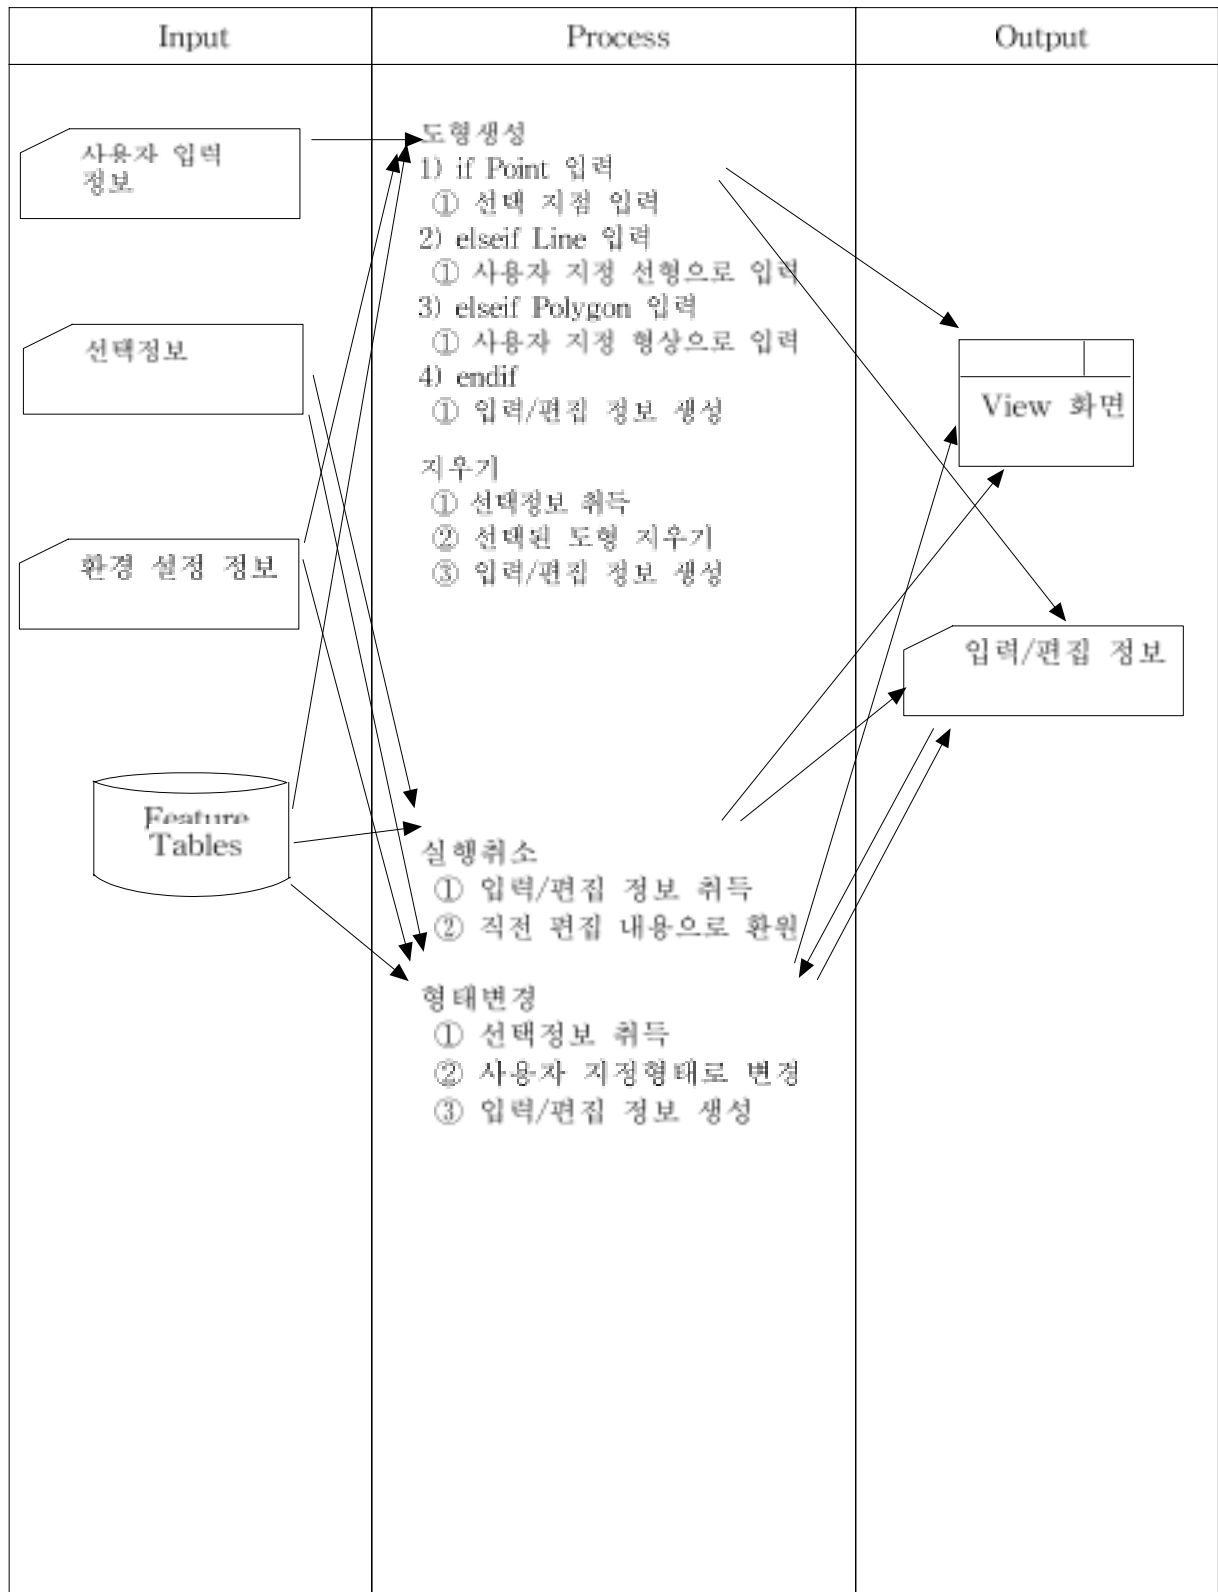 Input
Process
Output
사용자 입력
정보
선택정보
환경 설정 정보
Feature
Tables
도형생성
1) if Point 입력
① 선택 지점 입력
2) elseif Line 입력
① 사용자 지정 선형으로 입력
3) elseif Polygon 입력
① 사용자 지정 형상으로 입력
4) endif
① 입력/편집 정보 생성
지우기
① 선택정보 취득
② 선택된 도형 지우기
③ 입력/편집 정보 생성
실행취소
① 입력/편집 정보 취득
② 직전 편집 내용으로 환원
형태변경
① 선택정보 취득
② 사용자 지정형태로 변경
③ 입력/편집 정보 생성
View 화면
입력/편집 정보